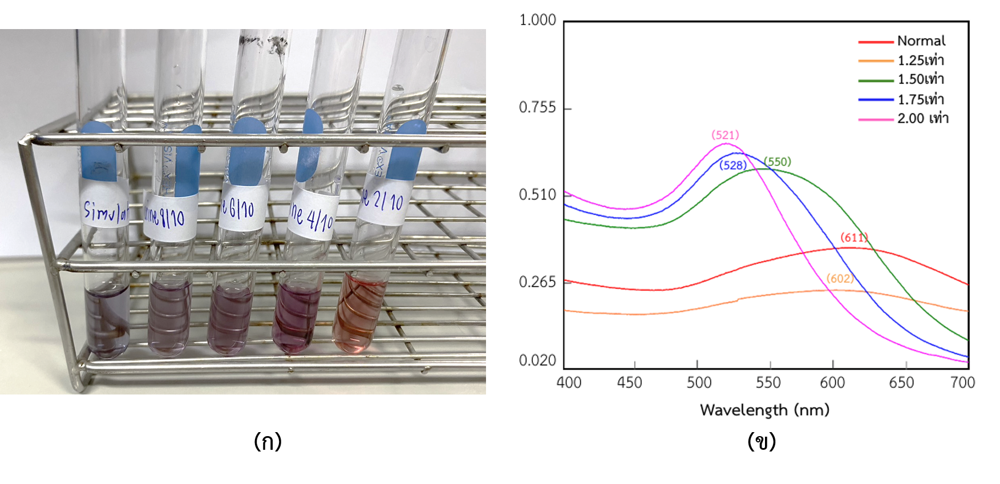 Simulat
rine 8/10
e 6/10
ine 4/10
ne 2/10
(ก)
1.000
0.755
0.510
0.265
0.020
Normal
1.25เท่า
1.50เท่า
1.75เท่า
2.00 เท่า
(521)
(528)
(550)
(611)
(602)
400 450 500 550 600 650 700
Wavelength (nm)
(ข)